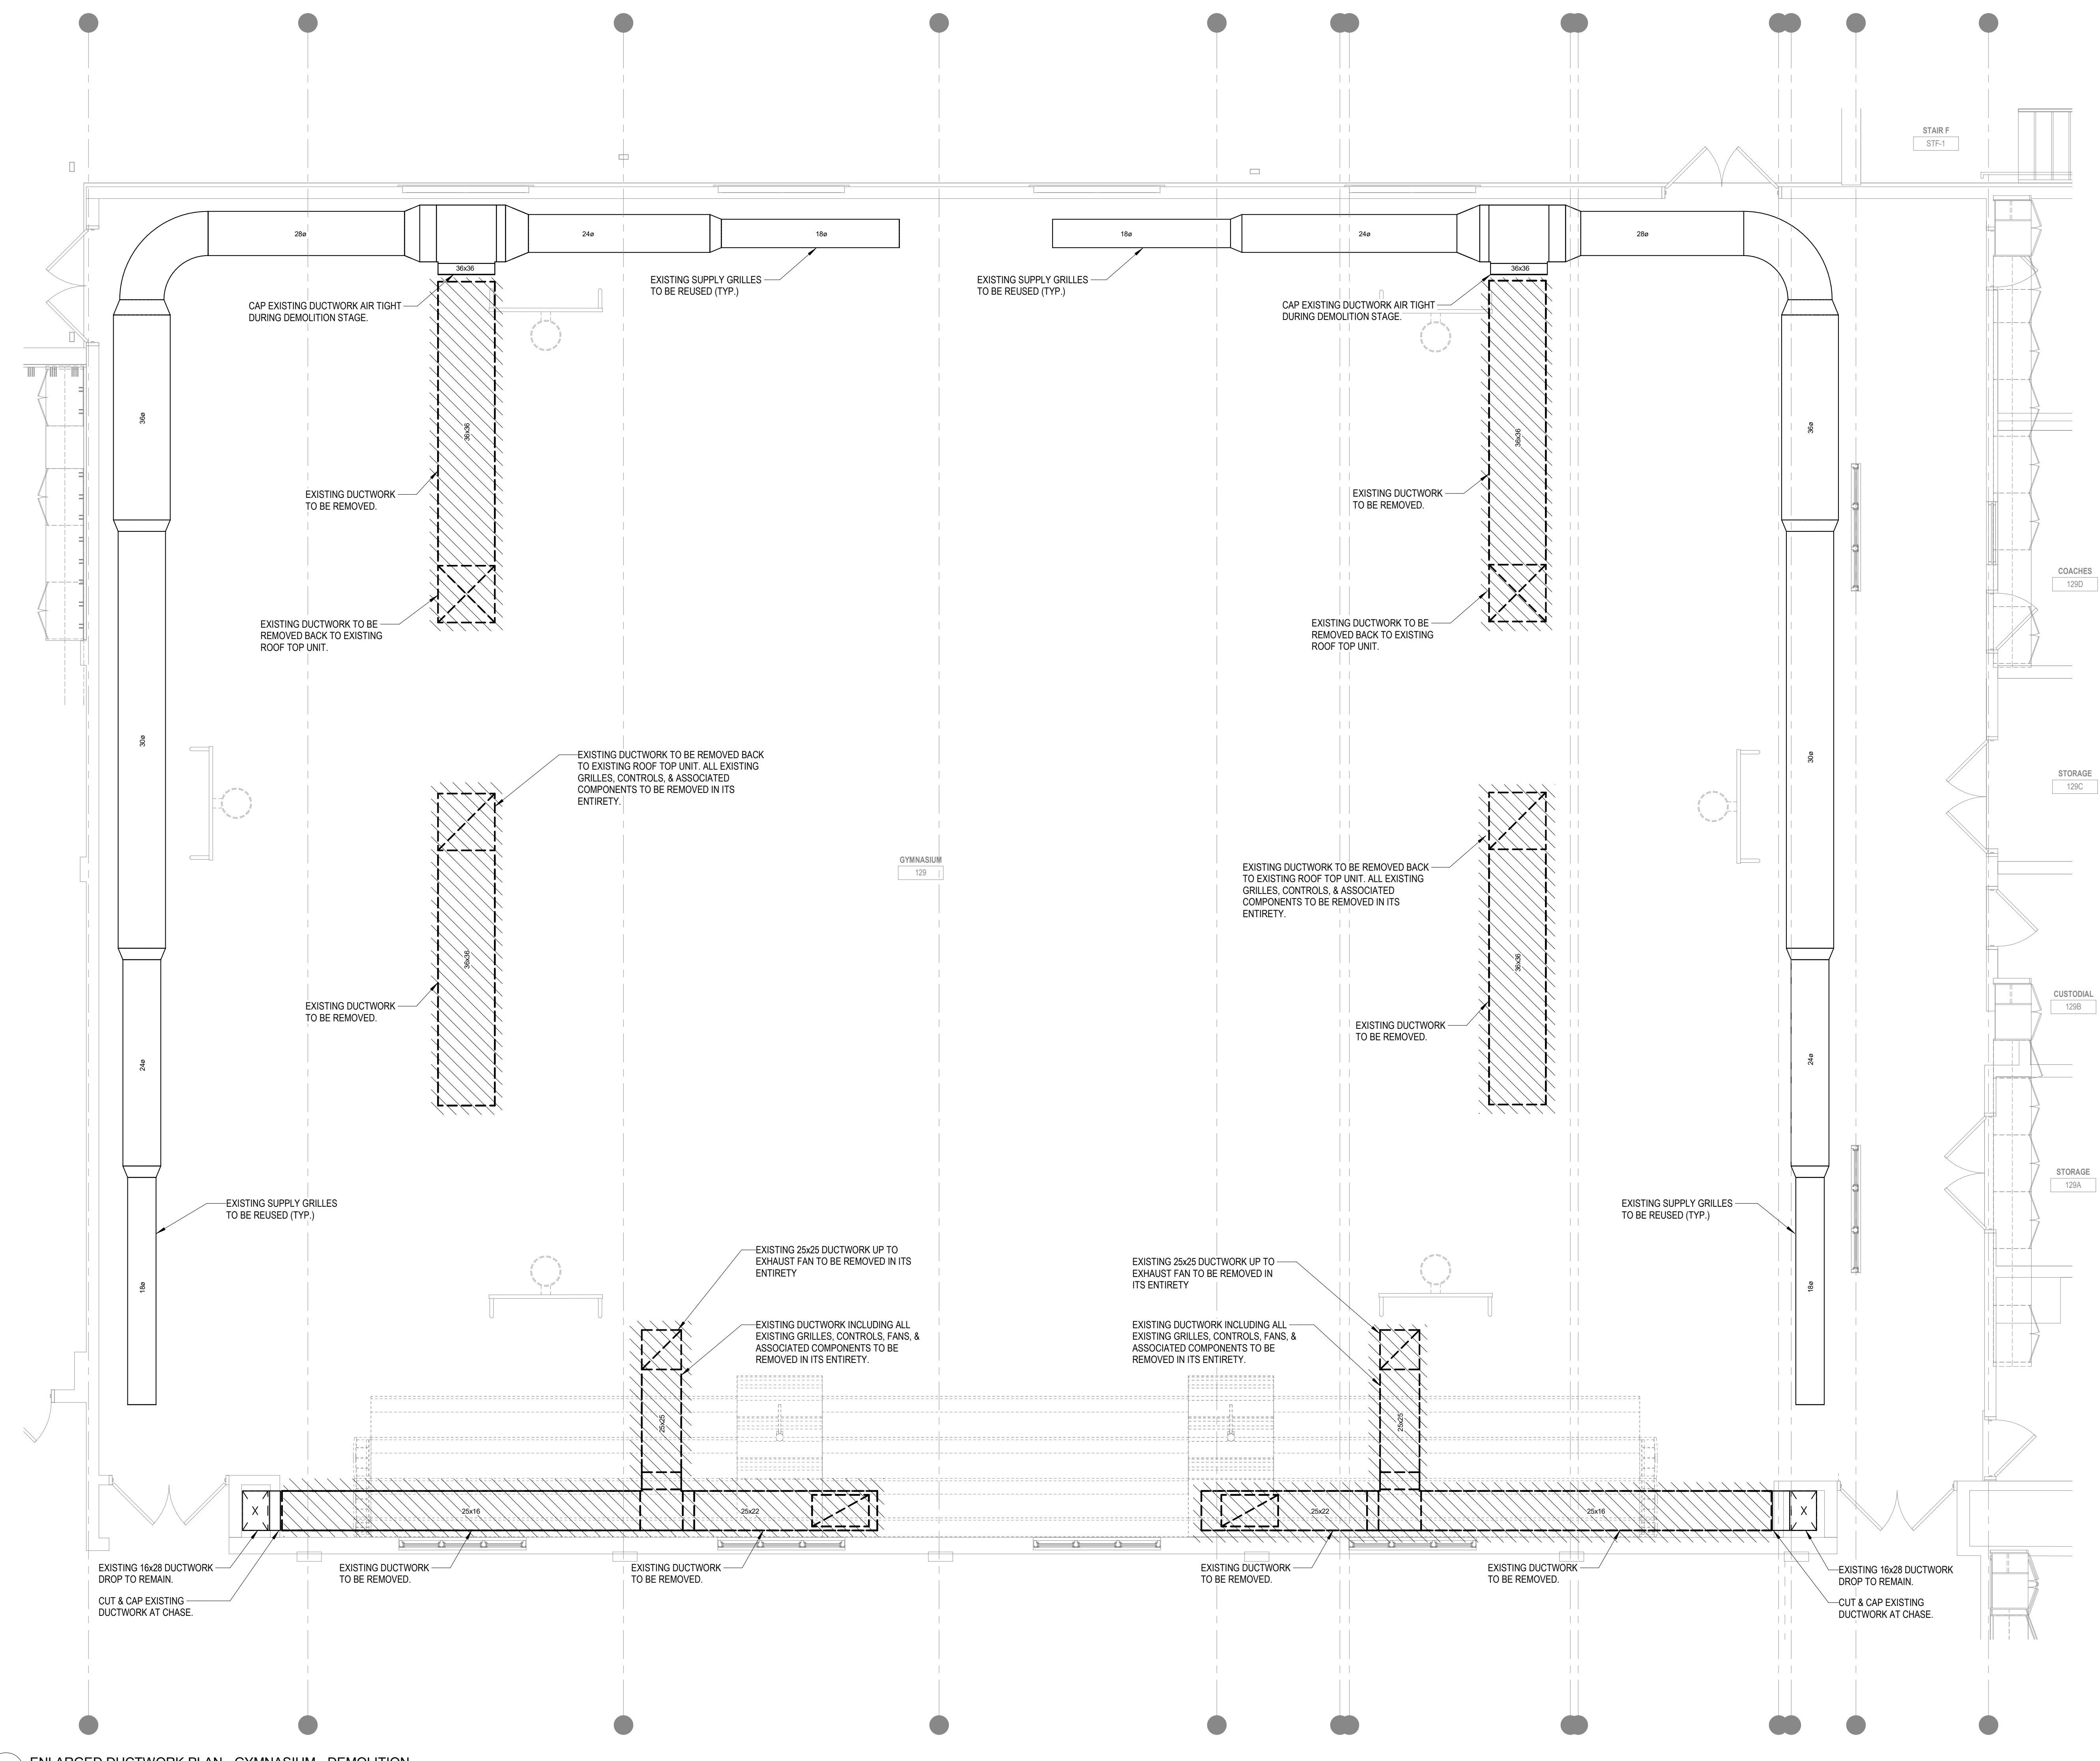 STAIR F
STF-1
28ø
24ø
18ø
18ø
24ø
28ø
36x36
36x36
EXISTING SUPPLY GRILLES
TO BE REUSED (TYP.)
EXISTING SUPPLY GRILLES
TO BE REUSED (TYP.)
CAP EXISTING DUCTWORK AIR TIGHT
DURING DEMOLITION STAGE.
CAP EXISTING DUCTWORK AIR TIGHT
DURING DEMOLITION STAGE.
36ø
36x36
36x36
36ø
EXISTING DUCTWORK
TO BE REMOVED.
EXISTING DUCTWORK
TO BE REMOVED.
COACHES
129D
EXISTING DUCTWORK TO BE
REMOVED BACK TO EXISTING
ROOF TOP UNIT.
EXISTING DUCTWORK TO BE
REMOVED BACK TO EXISTING
ROOF TOP UNIT.
30ø
30ø
EXISTING DUCTWORK TO BE REMOVED BACK
TO EXISTING ROOF TOP UNIT. ALL EXISTING
GRILLES, CONTROLS, & ASSOCIATED
COMPONENTS TO BE REMOVED IN ITS
ENTIRETY.
STORAGE
129C
GYMNASIUM
129
EXISTING DUCTWORK TO BE REMOVED BACK
TO EXISTING ROOF TOP UNIT. ALL EXISTING
GRILLES, CONTROLS, & ASSOCIATED
COMPONENTS TO BE REMOVED IN ITS
ENTIRETY.
36x36
36x36
EXISTING DUCTWORK
TO BE REMOVED.
EXISTING DUCTWORK
TO BE REMOVED.
CUSTODIAL
129B
24ø
24ø
STORAGE
129A
EXISTING SUPPLY GRILLES
TO BE REUSED (TYP.)
EXISTING SUPPLY GRILLES
TO BE REUSED (TYP.)
18ø
18ø
EXISTING 25x25 DUCTWORK UP TO
EXHAUST FAN TO BE REMOVED IN ITS
ENTIRETY
EXISTING 25x25 DUCTWORK UP TO
EXHAUST FAN TO BE REMOVED IN
ITS ENTIRETY
EXISTING DUCTWORK INCLUDING ALL
EXISTING GRILLES, CONTROLS, FANS, &
ASSOCIATED COMPONENTS TO BE
REMOVED IN ITS ENTIRETY.
EXISTING DUCTWORK INCLUDING ALL
EXISTING GRILLES, CONTROLS, FANS, &
ASSOCIATED COMPONENTS TO BE
REMOVED IN ITS ENTIRETY.
25x25
25x25
X
25x16
25x22
25x22
25x16
X
EXISTING 16x28 DUCTWORK
DROP TO REMAIN.
EXISTING DUCTWORK
TO BE REMOVED.
EXISTING DUCTWORK
TO BE REMOVED.
EXISTING DUCTWORK
TO BE REMOVED.
EXISTING DUCTWORK
TO BE REMOVED.
EXISTING 16x28 DUCTWORK
DROP TO REMAIN.
CUT & CAP EXISTING
DUCTWORK AT CHASE.
CUT & CAP EXISTING
DUCTWORK AT CHASE.
ENLARGED DUCTWORK PLAN - GYMNASIUM - DEMOLITION